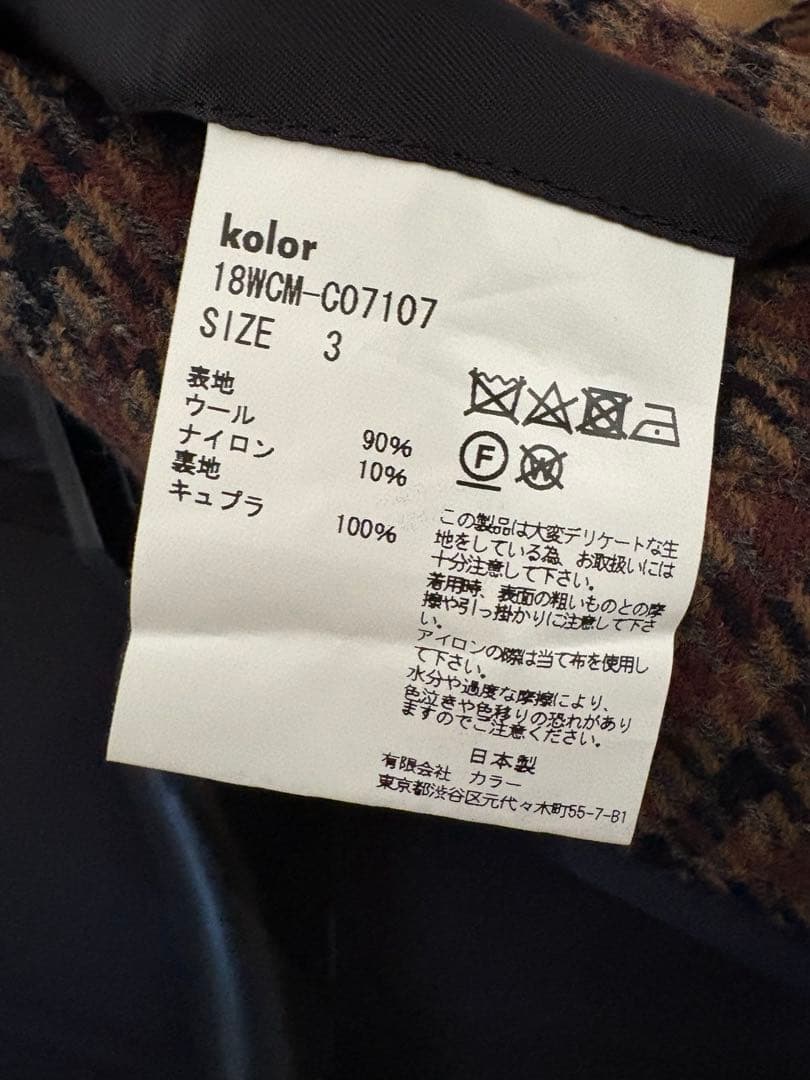 kolor
18WCM-C07107
SIZE 3
表地
ウール 90%
ナイロン 10%
裏地
キュプラ 100%
F
W
この製品は大変デリケートな生
地をしている為、お取扱いには
十分注意して下さい。
着用時、表面の粗いものとの摩
擦や引っ掛かりに注意して下さ
い。
アイロンの際は当て布を使用し
て下さい。
水分や過度な摩擦により、
色泣きや色移りの恐れがあり
ますのでご注意ください。
日本製
有限会社 カラー
東京都渋谷区元代々木町55-7-B1